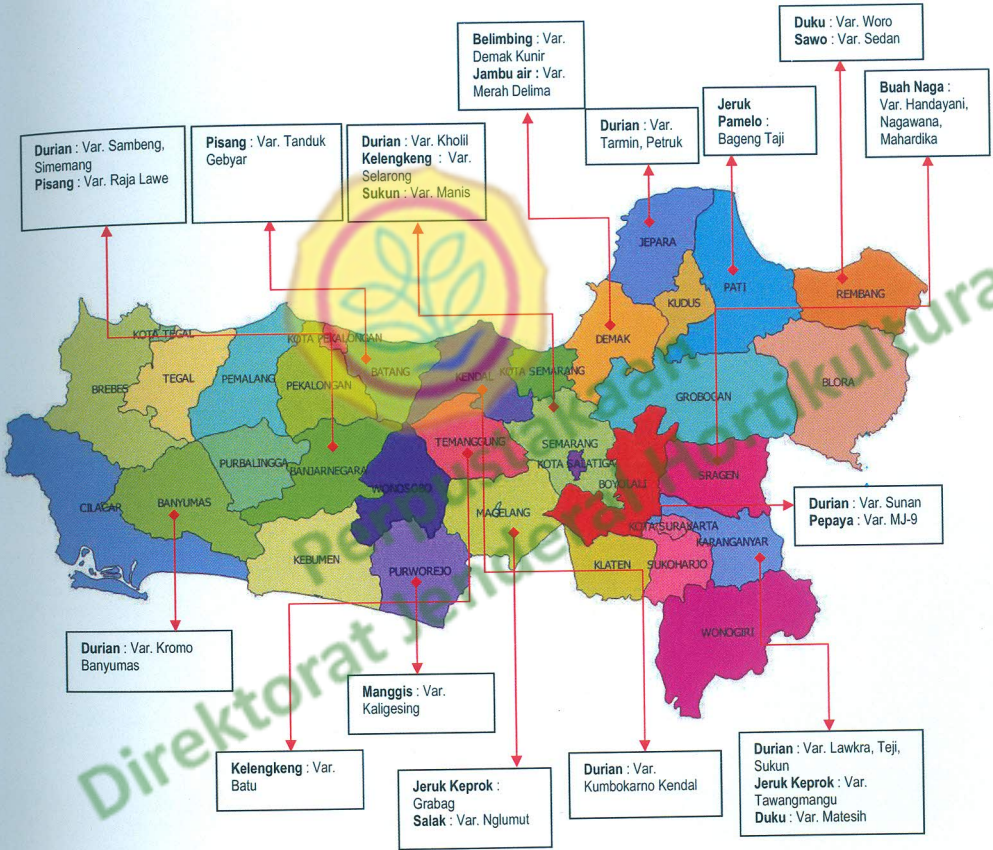 Duku : Var. Woro
Sawo : Var. Sedan
Belimbing : Var.
Demak Kunir
Jambu air : Var.
Merah Delima
Buah Naga :
Var. Handayani,
Nagawana,
Mahardika
Jeruk
Pamelo :
Bageng Taji
Durian : Var.
Tarmin, Petruk
Durian : Var. Sambeng,
Simemang
Pisang : Var. Raja Lawe
Pisang : Var. Tanduk
Gebyar
Durian : Var. Kholil
Kelengkeng : Var.
Selarong
Sukun : Var. Manis
JEPARA
PATI
REMBANG
KUDUS
DEMAK
KOTA TEGAL
KOTA PEKALONGAN
BREBES
TEGAL
PEMALANG
PEKALONGAN
BATANG
KENDAL
KOTA SEMARANG
GROBOGAN
BLORA
TEMANGGUNG
SEMARANG
PURBALINGGA
BANJARNEGARA
KOTA SALATIGA
SRAGEN
WONOSOBO
BOYOLALI
CILACAP
BANYUMAS
MAGELANG
KOTA SURAKARTA
KARANGANYAR
KEBUMEN
PURWOREJO
KLATEN
SUKOHARJO
WONOGIRI
Durian : Var. Sunan
Pepaya : Var. MJ-9
Durian : Var. Kromo
Banyumas
Manggis : Var.
Kaligesing
Kelengkeng : Var.
Batu
Jeruk Keprok :
Grabag
Salak : Var. Nglumut
Durian : Var.
Kumbokarno Kendal
Durian : Var. Lawkra, Teji,
Sukun
Jeruk Keprok : Var.
Tawangmangu
Duku : Var. Matesih
Perpustakaan
Direktorat Jenderal Hortikultura